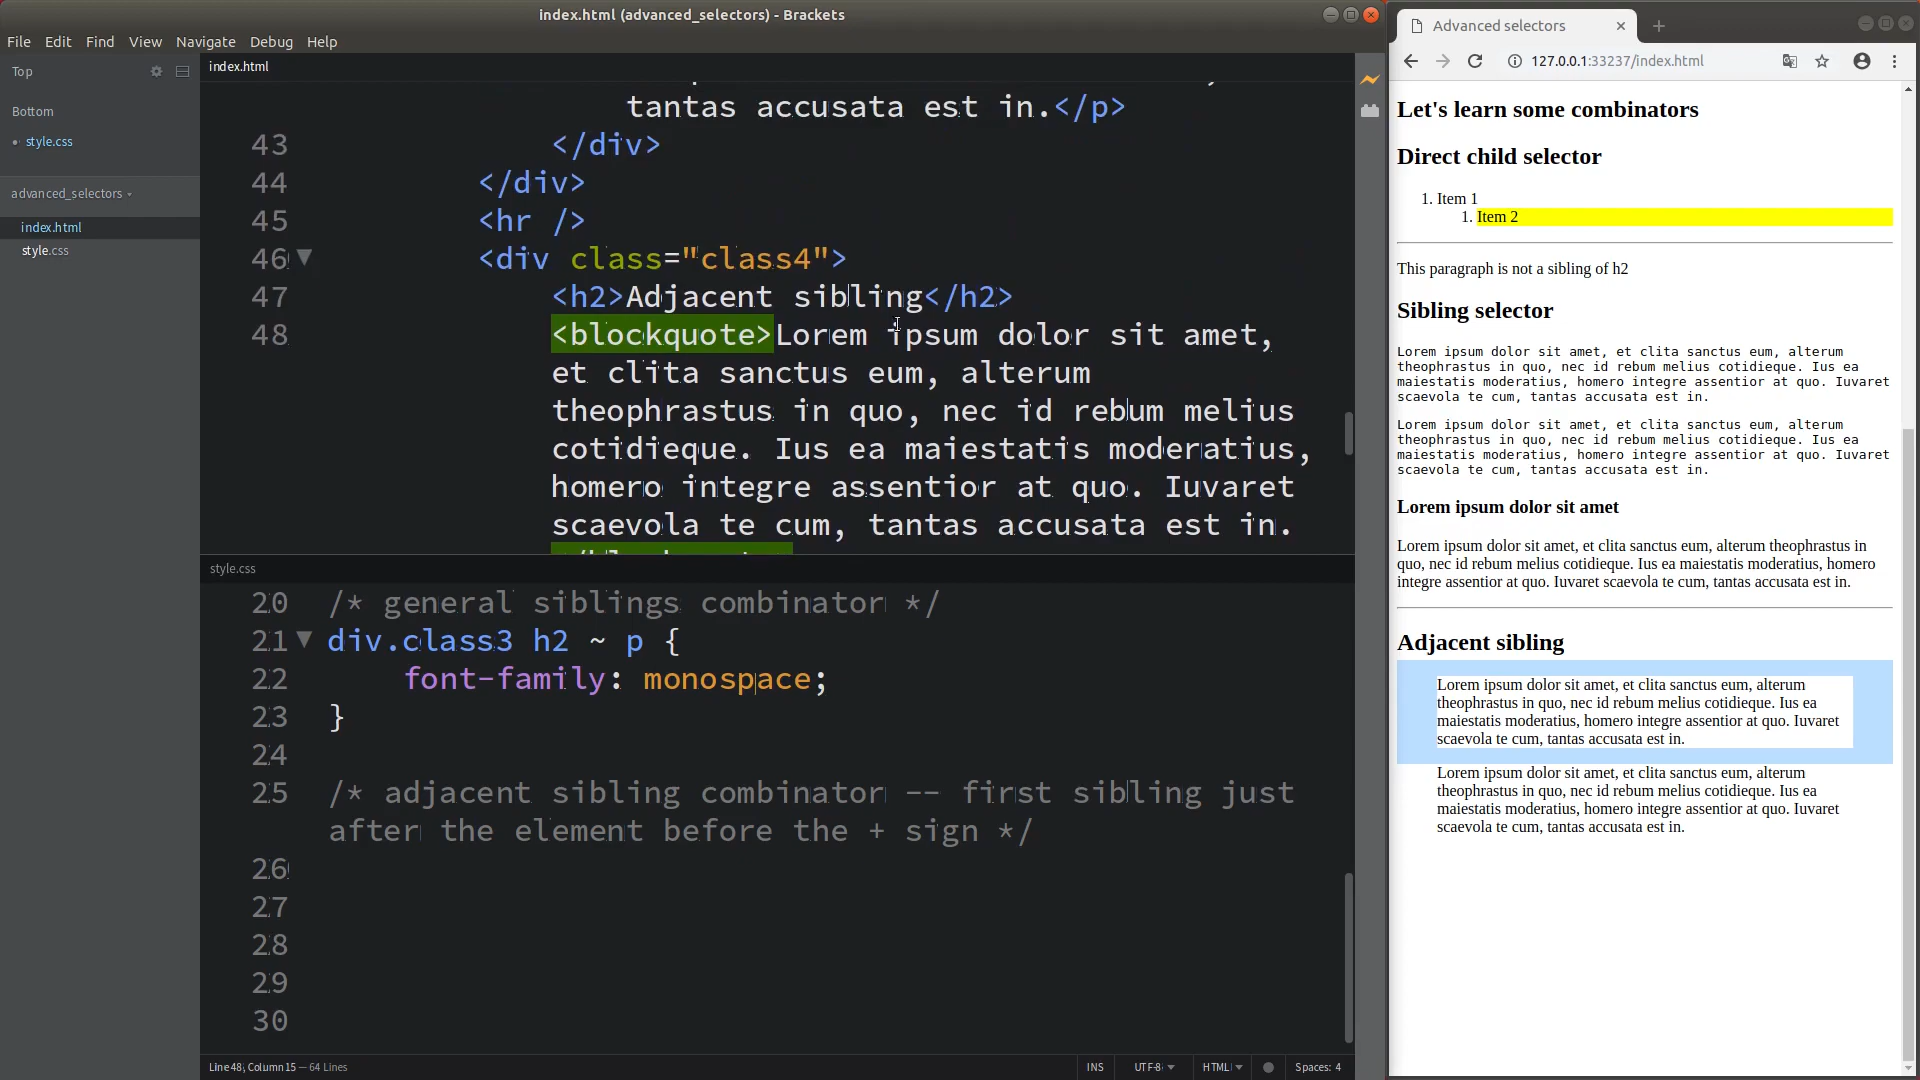 index.html (advanced_selectors) - Brackets
File Edit Find View Navigate Debug Help
Top
Bottom
style.css
advanced_selectors
index.html
style.css
index.html
tantas accusata est in.</p>
43 </div>
44 </div>
45 <hr />
46 <div class="class4">
47 <h2>Adjacent sibling</h2>
48 <blockquote>Lorem ipsum dolor sit amet,
et clita sanctus eum, alterum
theophrastus in quo, nec id rebum melius
cotidieque. Ius ea maiestatis moderatius,
homero integre assentior at quo. Iuvaret
scaevola te cum, tantas accusata est in.
style.css
20 /* general siblings combinator */
21 div.class3 h2 ~ p {
22 font-family: monospace;
23 }
24
25 /* adjacent sibling combinator -- first sibling just
after the element before the + sign */
26
27
28
29
30
Line 48, Column 15 — 64 Lines
INS UTF-8 HTML Spaces: 4
Advanced selectors
127.0.0.1:33237/index.html
Let's learn some combinators
Direct child selector
1. Item 1
1. Item 2
This paragraph is not a sibling of h2
Sibling selector
Lorem ipsum dolor sit amet, et clita sanctus eum, alterum
theophrastus in quo, nec id rebum melius cotidieque. Ius ea
maiestatis moderatius, homero integre assentior at quo. Iuvaret
scaevola te cum, tantas accusata est in.
Lorem ipsum dolor sit amet, et clita sanctus eum, alterum
theophrastus in quo, nec id rebum melius cotidieque. Ius ea
maiestatis moderatius, homero integre assentior at quo. Iuvaret
scaevola te cum, tantas accusata est in.
Lorem ipsum dolor sit amet
Lorem ipsum dolor sit amet, et clita sanctus eum, alterum theophrastus in
quo, nec id rebum melius cotidieque. Ius ea maiestatis moderatius, homero
integre assentior at quo. Iuvaret scaevola te cum, tantas accusata est in.
Adjacent sibling
Lorem ipsum dolor sit amet, et clita sanctus eum, alterum
theophrastus in quo, nec id rebum melius cotidieque. Ius ea
maiestatis moderatius, homero integre assentior at quo. Iuvaret
scaevola te cum, tantas accusata est in.
Lorem ipsum dolor sit amet, et clita sanctus eum, alterum
theophrastus in quo, nec id rebum melius cotidieque. Ius ea
maiestatis moderatius, homero integre assentior at quo. Iuvaret
scaevola te cum, tantas accusata est in.